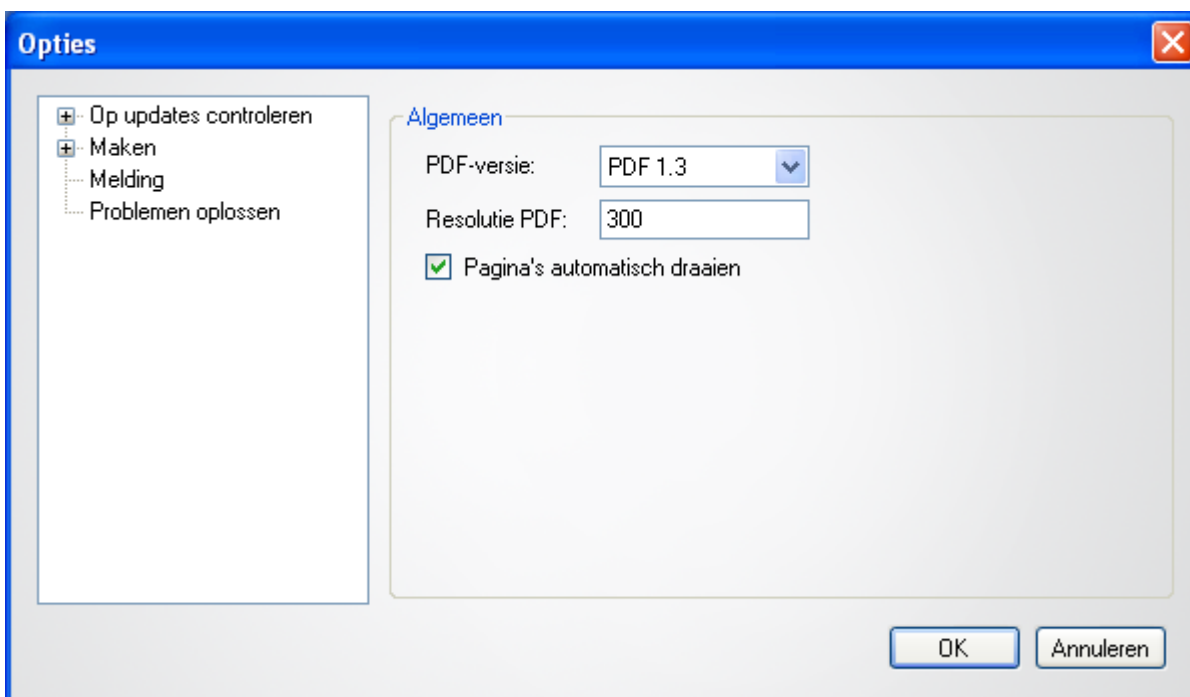 Opties
Op updates controleren
Maken
Melding
Problemen oplossen
Algemeen
PDF-versie: PDF 1.3
Resolutie PDF: 300
Pagina's automatisch draaien
OK Annuleren